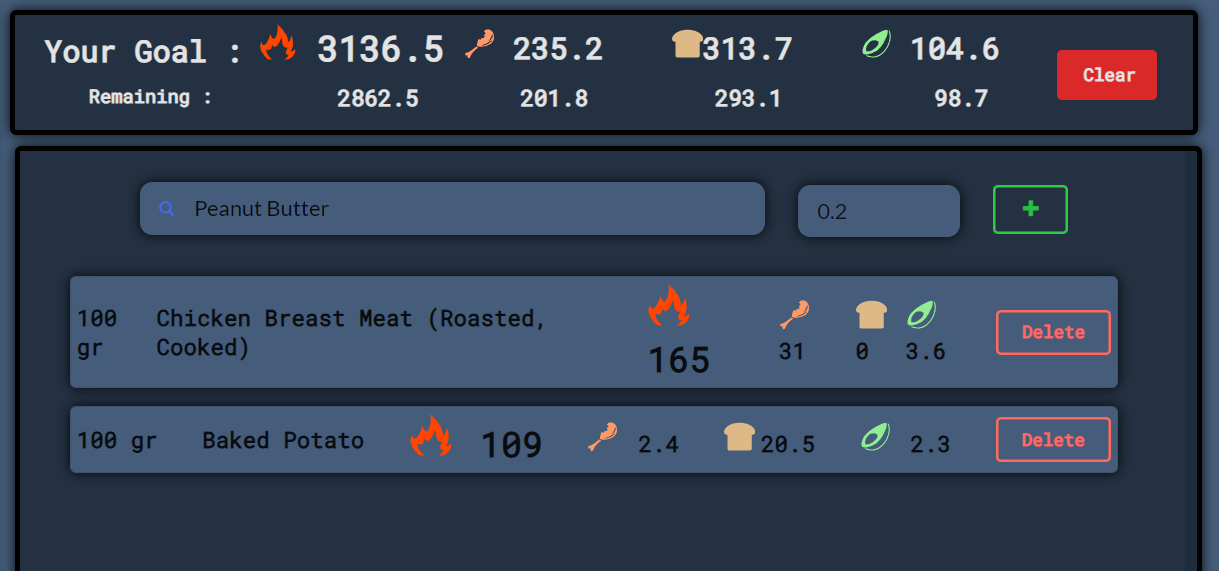 Your Goal : 3136.5 235.2 313.7 104.6
Clear
Remaining : 2862.5 201.8 293.1 98.7
Peanut Butter 0.2 +
100 Chicken Breast Meat (Roasted,
gr Cooked)
165 31 0 3.6
Delete
100 gr Baked Potato 109 2.4 20.5 2.3 Delete